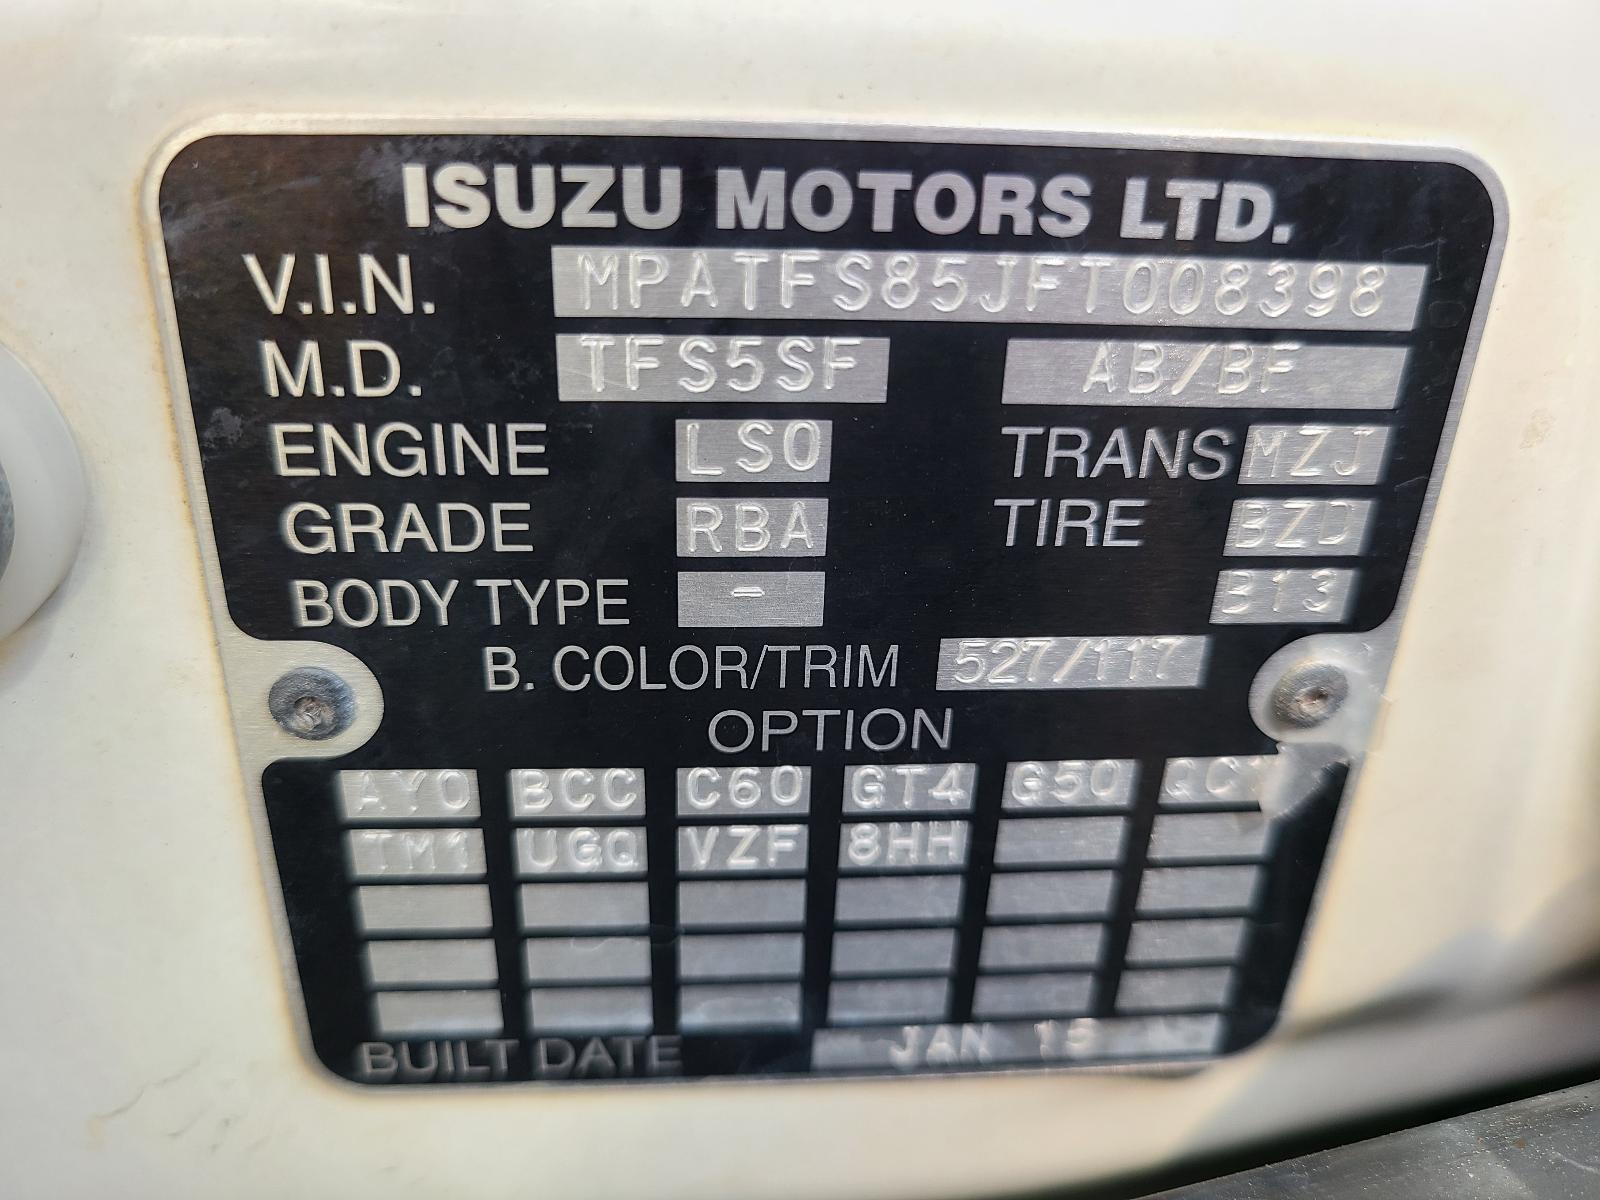 ISUZU MOTORS LTD.
V.I.N. MPATFS85JFT008398
M.D. TFS5SF AB/BF
ENGINE LSO TRANS MZJ
GRADE RBA TIRE BZD
BODY TYPE - B13
B. COLOR/TRIM 527/117
OPTION
AY0 BCC C60 GT4 G50
TM1 UGQ VZF 8HH
BUILT DATE JAN 15